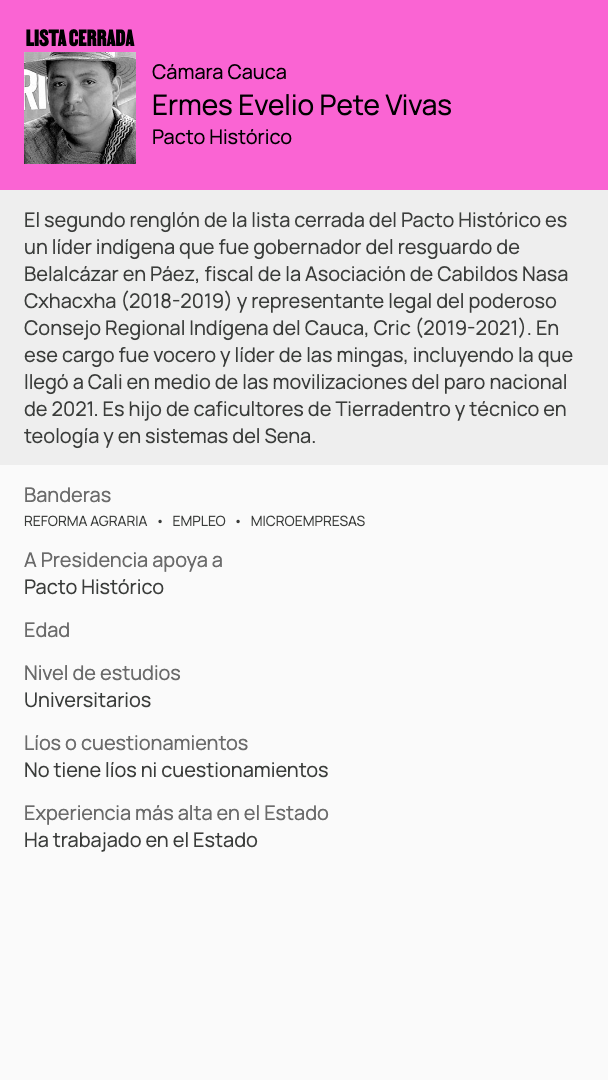 LISTA CERRADA
Cámara Cauca
Ermes Evelio Pete Vivas
Pacto Histórico
El segundo renglón de la lista cerrada del Pacto Histórico es
un líder indígena que fue gobernador del resguardo de
Belalcázar en Páez, fiscal de la Asociación de Cabildos Nasa
Cxhacxha (2018-2019) y representante legal del poderoso
Consejo Regional Indígena del Cauca, Cric (2019-2021). En
ese cargo fue vocero y líder de las mingas, incluyendo la que
llegó a Cali en medio de las movilizaciones del paro nacional
de 2021. Es hijo de caficultores de Tierradentro y técnico en
teología y en sistemas del Sena.
Banderas
REFORMA AGRARIA • EMPLEO • MICROEMPRESAS
A Presidencia apoya a
Pacto Histórico
Edad
Nivel de estudios
Universitarios
Líos o cuestionamientos
No tiene líos ni cuestionamientos
Experiencia más alta en el Estado
Ha trabajado en el Estado